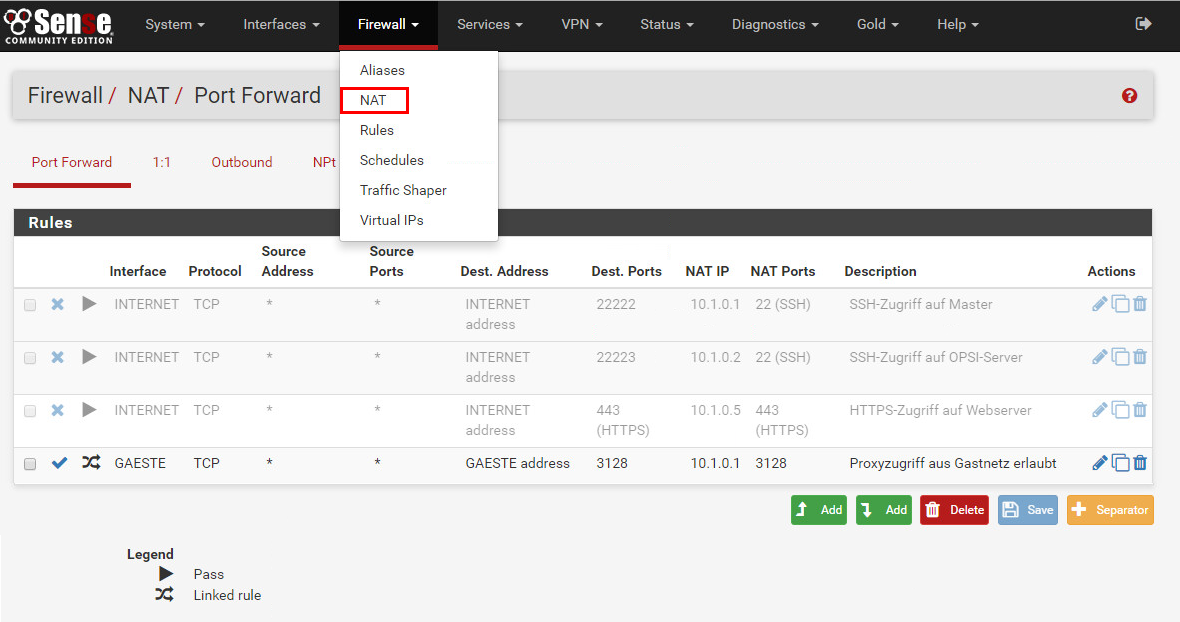 Sense
COMMUNITY EDITION
System Interfaces Firewall Services VPN Status Diagnostics Gold Help
Aliases
NAT
Rules
Schedules
Traffic Shaper
Virtual IPs
Firewall / NAT / Port Forward
Port Forward 1:1 Outbound NPt
Rules
Interface Protocol Source Address Source Ports Dest. Address Dest. Ports NAT IP NAT Ports Description Actions
INTERNET TCP * * INTERNET address 22222 10.1.0.1 22 (SSH) SSH-Zugriff auf Master
INTERNET TCP * * INTERNET address 22223 10.1.0.2 22 (SSH) SSH-Zugriff auf OPSI-Server
INTERNET TCP * * INTERNET address 443 (HTTPS) 10.1.0.5 443 (HTTPS) HTTPS-Zugriff auf Webserver
GAESTE TCP * * GAESTE address 3128 10.1.0.1 3128 Proxyzugriff aus Gastnetz erlaubt
Add Add Delete Save Separator
Legend
Pass
Linked rule